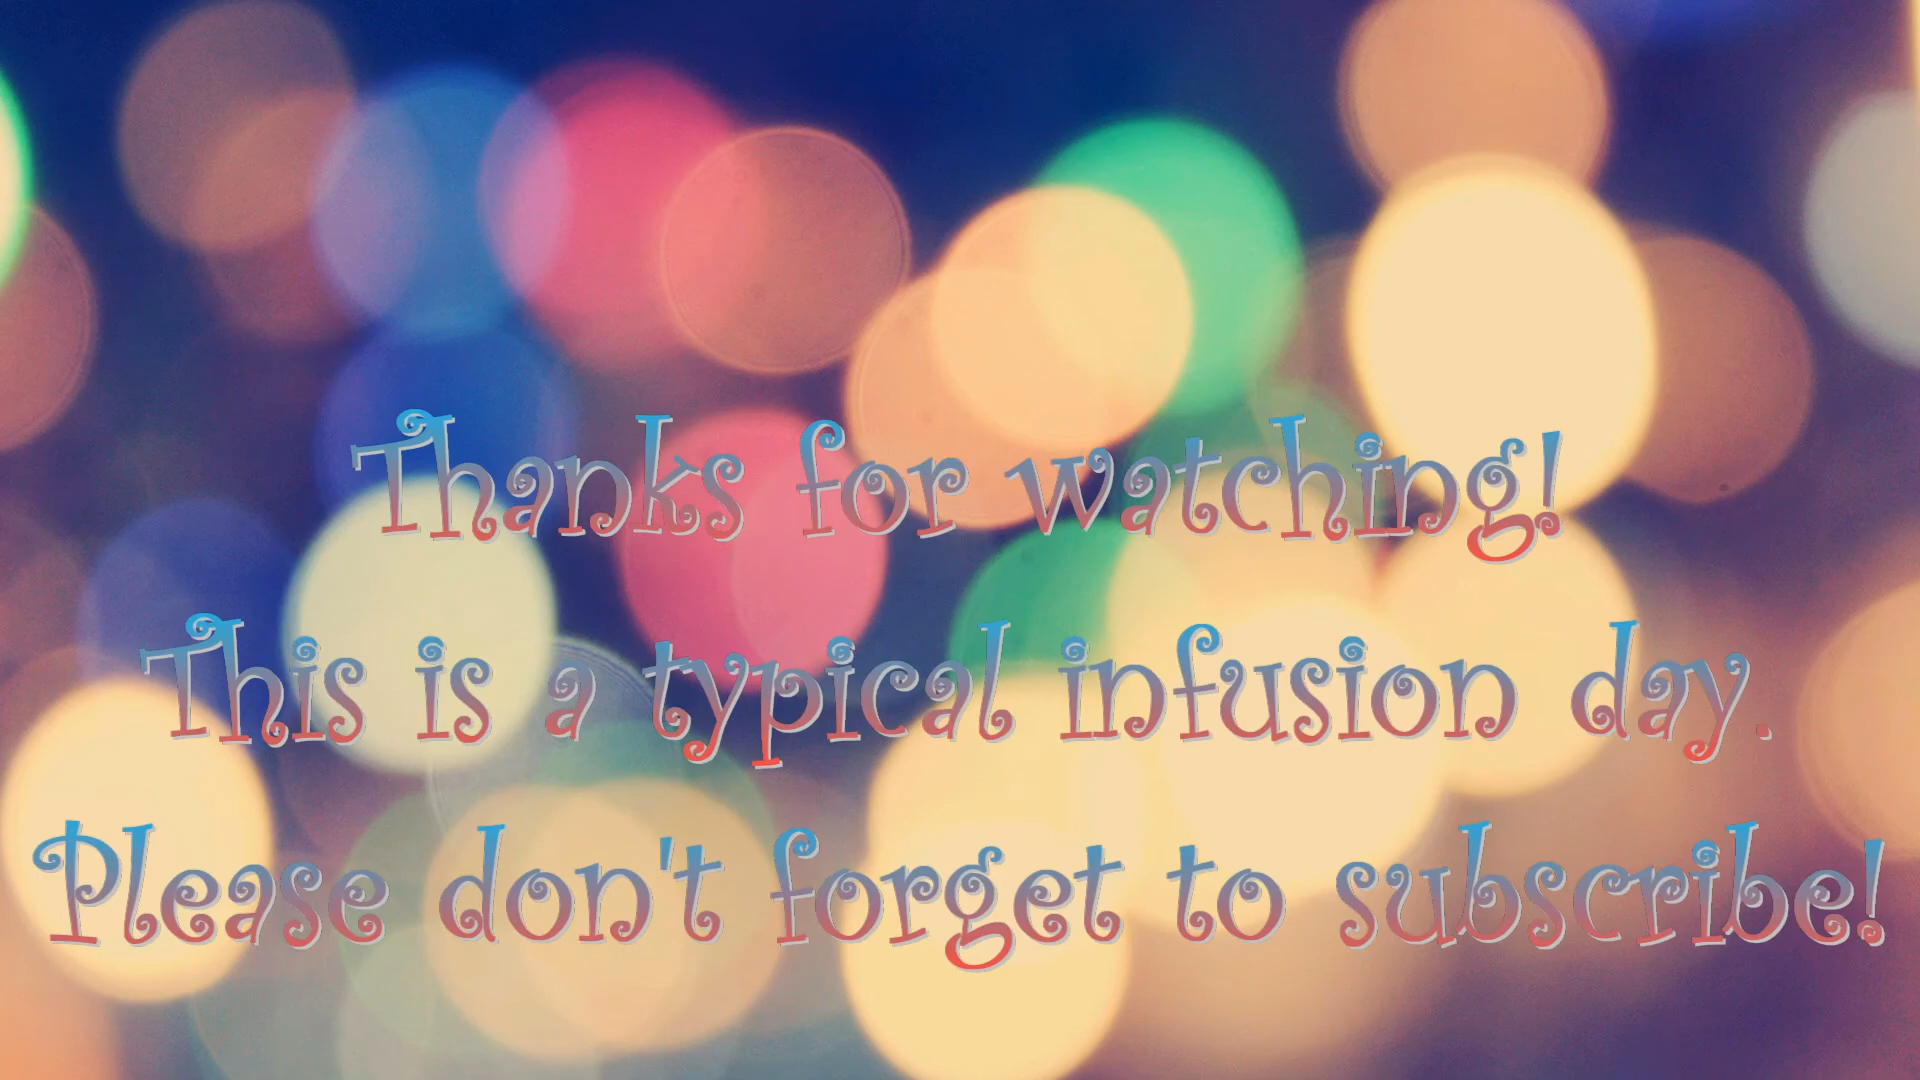 Thanks for watching!
This is a typical infusion day.
Please don't forget to subscribe!